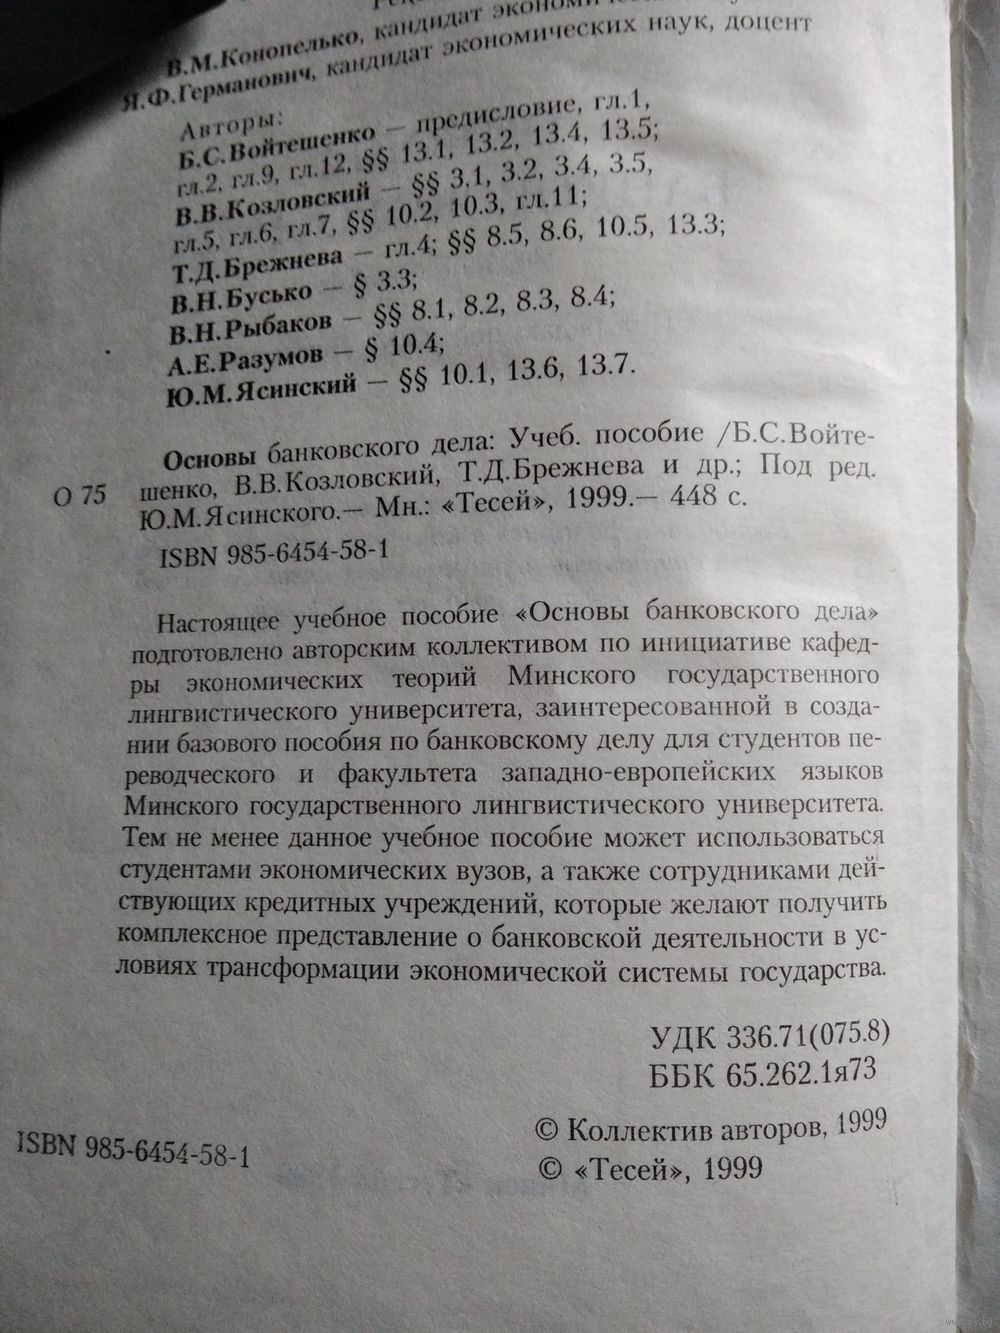 В.М.Конопелько, кандидат
Я.Ф.Германович, кандидат экономических наук, доцент
Авторы:
Б.С.Войтешенко — предисловие, гл.1,
гл.2, гл.9, гл.12, §§ 13.1, 13.2, 13.4, 13.5;
В.В.Козловский — §§ 3.1, 3.2, 3.4, 3.5,
гл.5, гл.6, гл.7, §§ 10.2, 10.3, гл.11;
Т.Д.Брежнева — гл.4; §§ 8.5, 8.6, 10.5, 13.3;
В.Н.Бусько — § 3.3;
В.Н.Рыбаков — §§ 8.1, 8.2, 8.3, 8.4;
А.Е.Разумов — § 10.4;
Ю.М.Ясинский — §§ 10.1, 13.6, 13.7.
Основы банковского дела: Учеб. пособие /Б.С.Войте-
О 75 шенко, В.В.Козловский, Т.Д.Брежнева и др.; Под ред.
Ю.М.Ясинского.— Мн.: «Тесей», 1999.— 448 с.
ISBN 985-6454-58-1
Настоящее учебное пособие «Основы банковского дела»
подготовлено авторским коллективом по инициативе кафед-
ры экономических теорий Минского государственного
лингвистического университета, заинтересованной в созда-
нии базового пособия по банковскому делу для студентов пе-
реводческого и факультета западно-европейских языков
Минского государственного лингвистического университета.
Тем не менее данное учебное пособие может использоваться
студентами экономических вузов, а также сотрудниками дей-
ствующих кредитных учреждений, которые желают получить
комплексное представление о банковской деятельности в ус-
ловиях трансформации экономической системы государства.
УДК 336.71(075.8)
ББК 65.262.1я73
ISBN 985-6454-58-1
© Коллектив авторов, 1999
© «Тесей», 1999